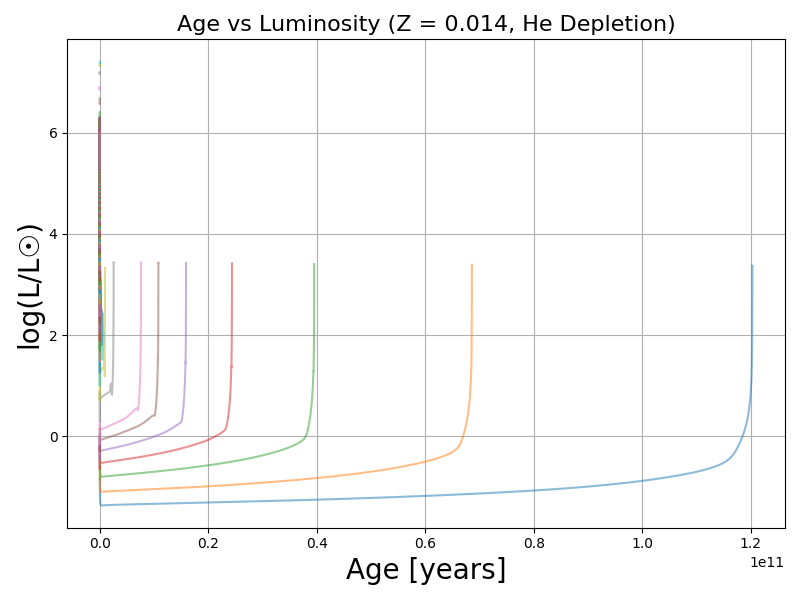 Age vs Luminosity (Z = 0.014, He Depletion)
log(L/L☉)
6
4
2
0
0.0 0.2 0.4 0.6 0.8 1.0 1.2
1e11
Age [years]